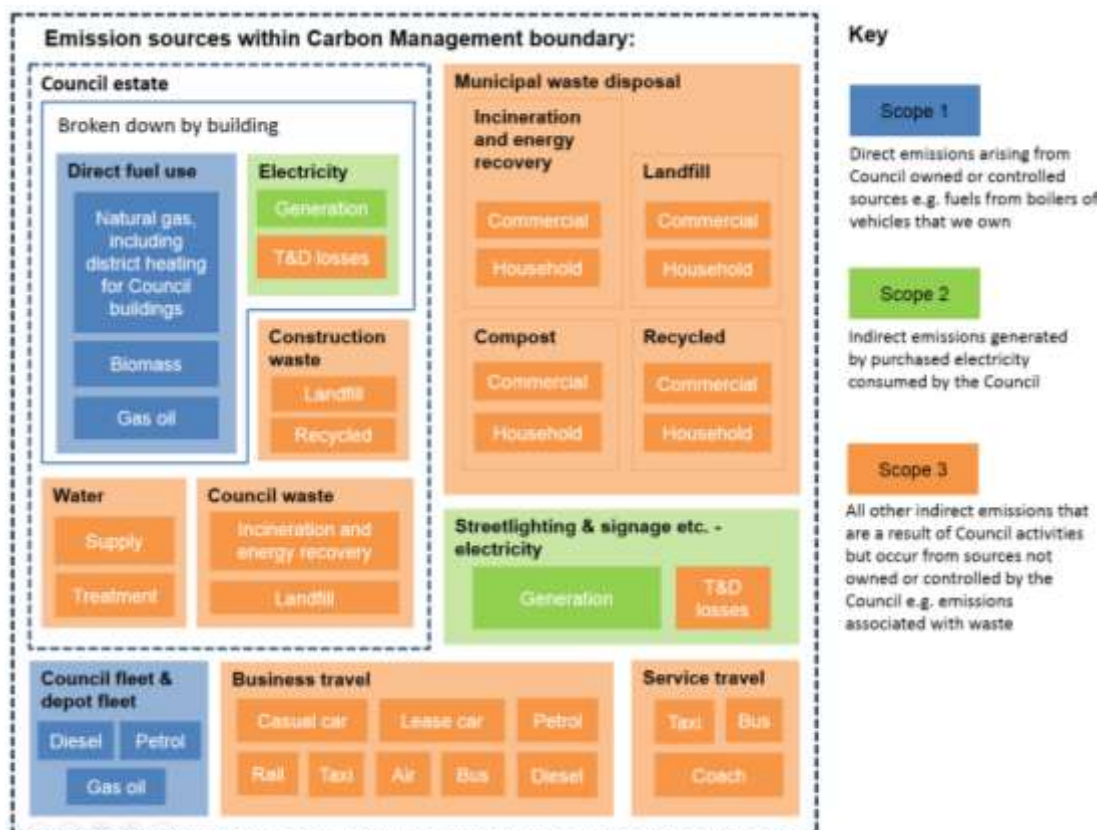 Emission sources within Carbon Management boundary:
Council estate
Broken down by building
Direct fuel use
Natural gas,
including
district heating
for Council
buildings
Biomass
Gas oil
Electricity
Generation
T&D losses
Construction
waste
Landfill
Recycled
Water
Supply
Treatment
Council waste
Incineration and
energy recovery
Landfill
Municipal waste disposal
Incineration
and energy
recovery
Commercial
Household
Landfill
Commercial
Household
Compost
Commercial
Household
Recycled
Commercial
Household
Streetlighting & signage etc. -
electricity
Generation
T&D
losses
Council fleet &
depot fleet
Diesel
Petrol
Gas oil
Business travel
Casual car
Lease car
Petrol
Rail
Taxi
Air
Bus
Diesel
Service travel
Taxi
Bus
Coach
Key
Scope 1
Direct emissions arising from
Council owned or controlled
sources e.g. fuels from boilers of
vehicles that we own
Scope 2
Indirect emissions generated
by purchased electricity
consumed by the Council
Scope 3
All other indirect emissions that
are a result of Council activities
but occur from sources not
owned or controlled by the
Council e.g. emissions
associated with waste